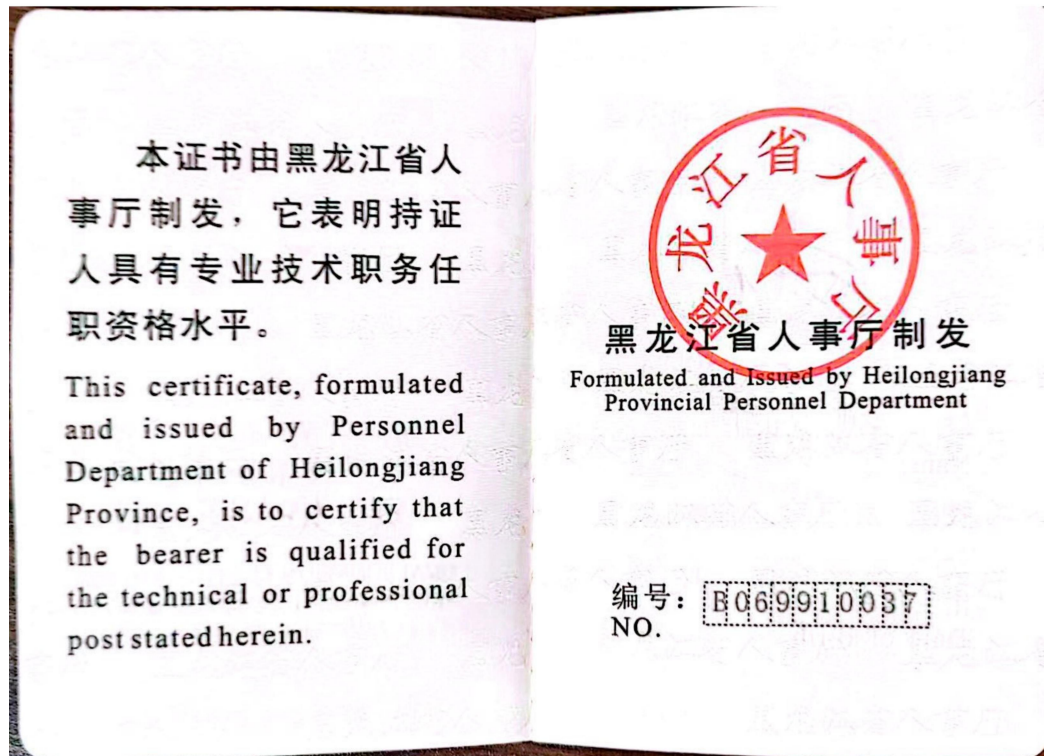 本证书由黑龙江省人
事厅制发，它表明持证
人具有专业技术职务任
职资格水平。
This certificate, formulated
and issued by Personnel
Department of Heilongjiang
Province, is to certify that
the bearer is qualified for
the technical or professional
post stated herein.
黑龙江省人事厅
黑龙江省人事厅制发
Formulated and Issued by Heilongjiang
Provincial Personnel Department
编号：B069910037
NO.